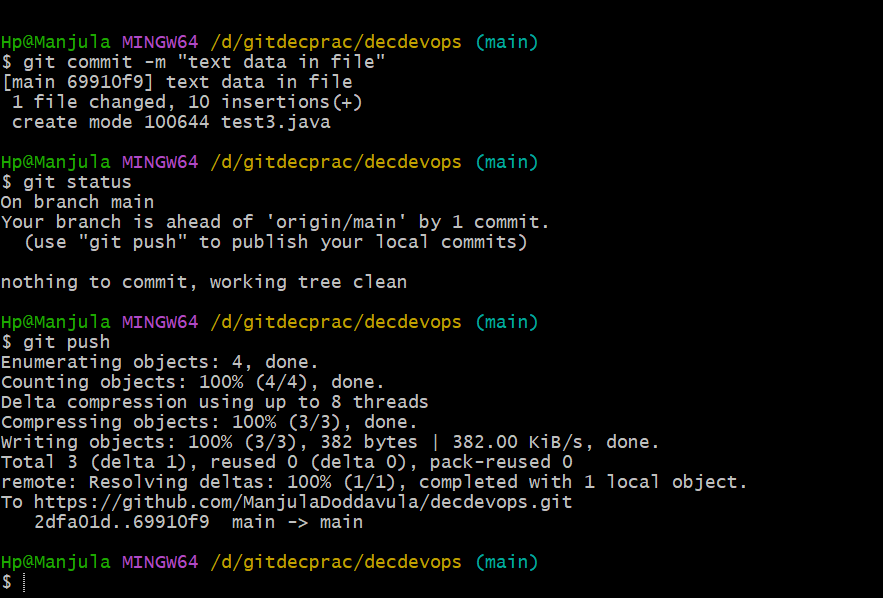 Hp@Manjula MINGW64 /d/gitdecprac/decdevops (main)
$ git commit -m "text data in file"
[main 69910f9] text data in file
 1 file changed, 10 insertions(+)
 create mode 100644 test3.java
Hp@Manjula MINGW64 /d/gitdecprac/decdevops (main)
$ git status
On branch main
Your branch is ahead of 'origin/main' by 1 commit.
  (use "git push" to publish your local commits)
nothing to commit, working tree clean
Hp@Manjula MINGW64 /d/gitdecprac/decdevops (main)
$ git push
Enumerating objects: 4, done.
Counting objects: 100% (4/4), done.
Delta compression using up to 8 threads
Compressing objects: 100% (3/3), done.
Writing objects: 100% (3/3), 382 bytes | 382.00 KiB/s, done.
Total 3 (delta 1), reused 0 (delta 0), pack-reused 0
remote: Resolving deltas: 100% (1/1), completed with 1 local object.
To https://github.com/ManjulaDoddavula/decdevops.git
   2dfa01d..69910f9  main -> main
Hp@Manjula MINGW64 /d/gitdecprac/decdevops (main)
$